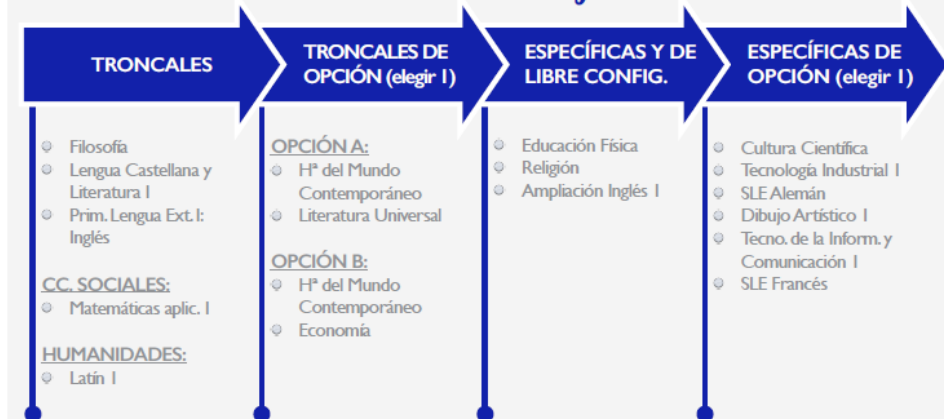 TRONCALES
Filosofía
Lengua Castellana y
Literatura I
Prim. Lengua Ext. I:
Inglés
CC. SOCIALES:
Matemáticas aplic. I
HUMANIDADES:
Latín I
TRONCALES DE
OPCIÓN (elegir I)
OPCIÓN A:
Hª del Mundo
Contemporáneo
Literatura Universal
OPCIÓN B:
Hª del Mundo
Contemporáneo
Economía
ESPECÍFICAS Y DE
LIBRE CONFIG.
Educación Física
Religión
Ampliación Inglés I
ESPECÍFICAS DE
OPCIÓN (elegir I)
Cultura Científica
Tecnología Industrial I
SLE Alemán
Dibujo Artístico I
Tecno. de la Inform. y
Comunicación I
SLE Francés